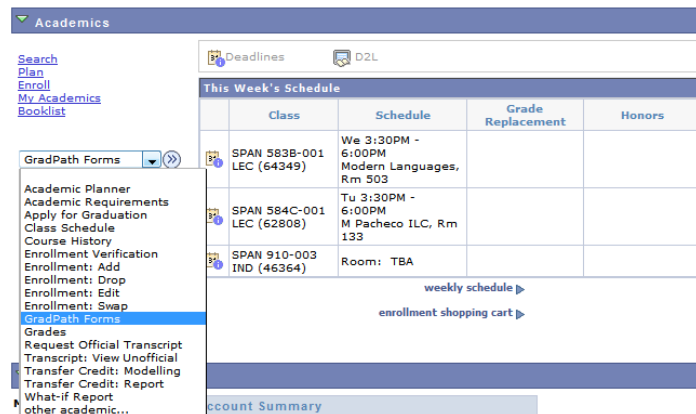 Academics
Search
Plan
Enroll
My Academics
Booklist
GradPath Forms
Academic Planner
Academic Requirements
Apply for Graduation
Class Schedule
Course History
Enrollment Verification
Enrollment: Add
Enrollment: Drop
Enrollment: Edit
Enrollment: Swap
GradPath Forms
Grades
Request Official Transcript
Transcript: View Unofficial
Transfer Credit: Modelling
Transfer Credit: Report
What-if Report
other academic...
Deadlines D2L
This Week's Schedule
Class Schedule Grade Replacement Honors
SPAN 583B-001
LEC (64349)
We 3:30PM -
6:00PM
Modern Languages,
Rm 503
SPAN 584C-001
LEC (62808)
Tu 3:30PM -
6:00PM
M Pacheco ILC, Rm
133
SPAN 910-003
IND (46364)
Room: TBA
weekly schedule
enrollment shopping cart
ccount Summary